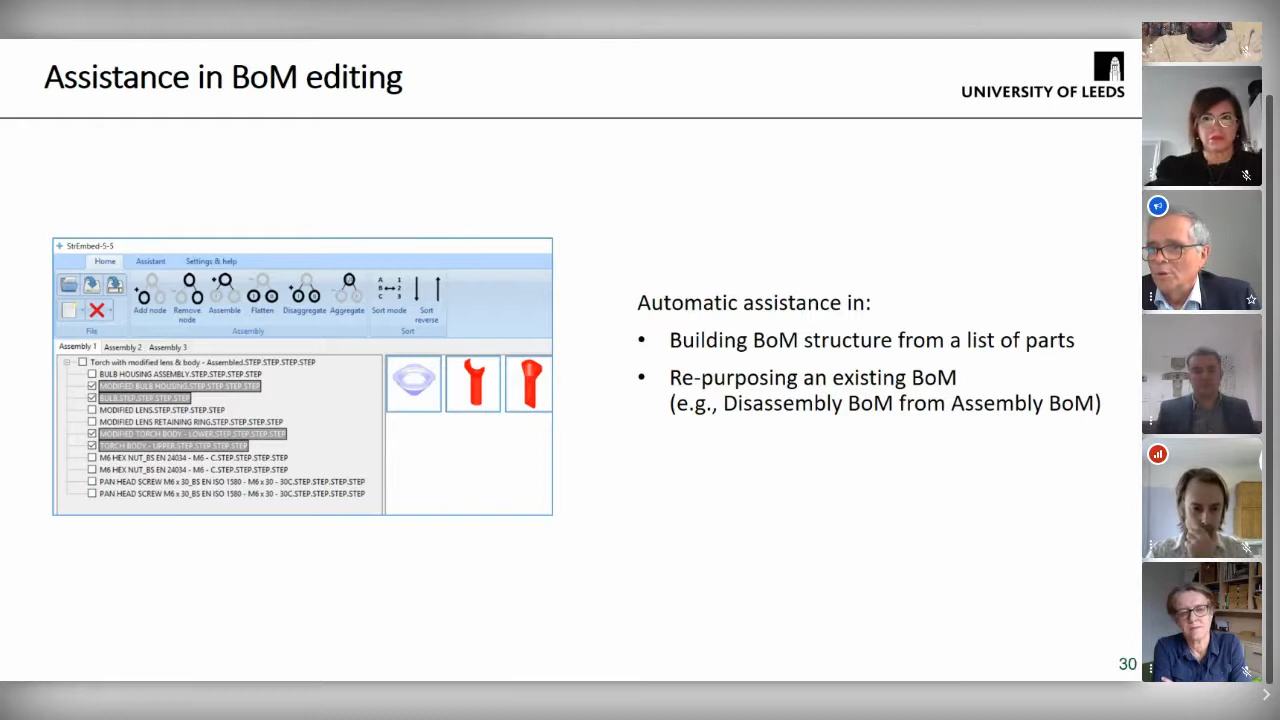 Assistance in BoM editing
UNIVERSITY OF LEEDS
StrEmbed-5-5
Home Assistant Settings & help
Add node Remove node Assemble Flatten Disaggregate Aggregate Sort mode Sort reverse
A 1
B 2
C 3
File Assembly Sort
Assembly 1 Assembly 2 Assembly 3
Torch with modified lens & body - Assembled.STEP.STEP.STEP.STEP
BULB HOUSING ASSEMBLY.STEP.STEP.STEP.STEP
MODIFIED BULB HOUSING.STEP.STEP.STEP.STEP
BULB.STEP.STEP.STEP.STEP
MODIFIED LENS.STEP.STEP.STEP.STEP
MODIFIED LENS RETAINING RING.STEP.STEP.STEP.STEP
MODIFIED TORCH BODY - LOWER.STEP.STEP.STEP.STEP
TORCH BODY - UPPER.STEP.STEP.STEP.STEP
M6 HEX NUT_BS EN 24034 - M6 - C.STEP.STEP.STEP.STEP
M6 HEX NUT_BS EN 24034 - M6 - C.STEP.STEP.STEP.STEP
PAN HEAD SCREW M6 x 30_BS EN ISO 1580 - M6 x 30 - 30C.STEP.STEP.STEP.STEP
PAN HEAD SCREW M6 x 30_BS EN ISO 1580 - M6 x 30 - 30C.STEP.STEP.STEP.STEP
Automatic assistance in:
• Building BoM structure from a list of parts
• Re-purposing an existing BoM
(e.g., Disassembly BoM from Assembly BoM)
30